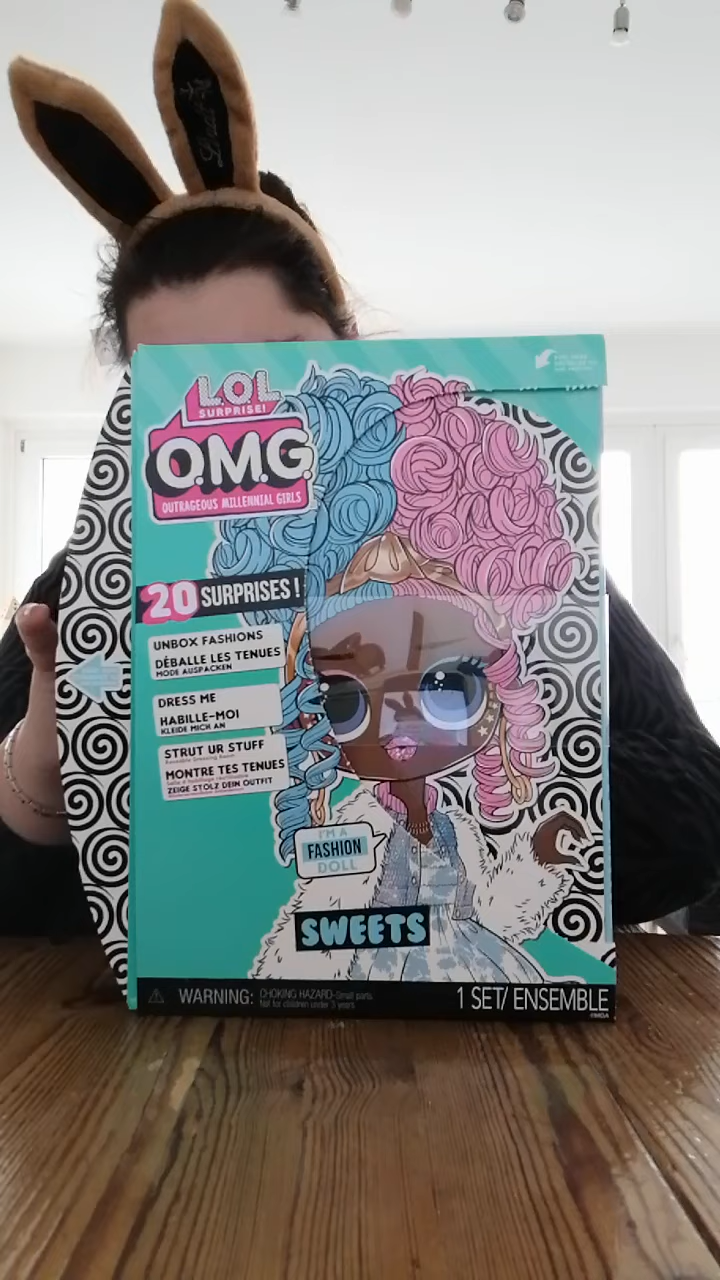 Lindt
L.O.L
SURPRISE!
O.M.G.
OUTRAGEOUS MILLENNIAL GIRLS
20 SURPRISES!
UNBOX FASHIONS
DÉBALLE LES TENUES
MODE AUSPACKEN
DRESS ME
HABILLE-MOI
KLEIDE MICH AN
STRUT UR STUFF
MONTRE TES TENUES
ZEIGE STOLZ DEIN OUTFIT
I'M A
FASHION
DOLL
SWEETS
WARNING: CHOKING HAZARD-Small parts.
Not for children under 3 years
1 SET/ ENSEMBLE
©MGA